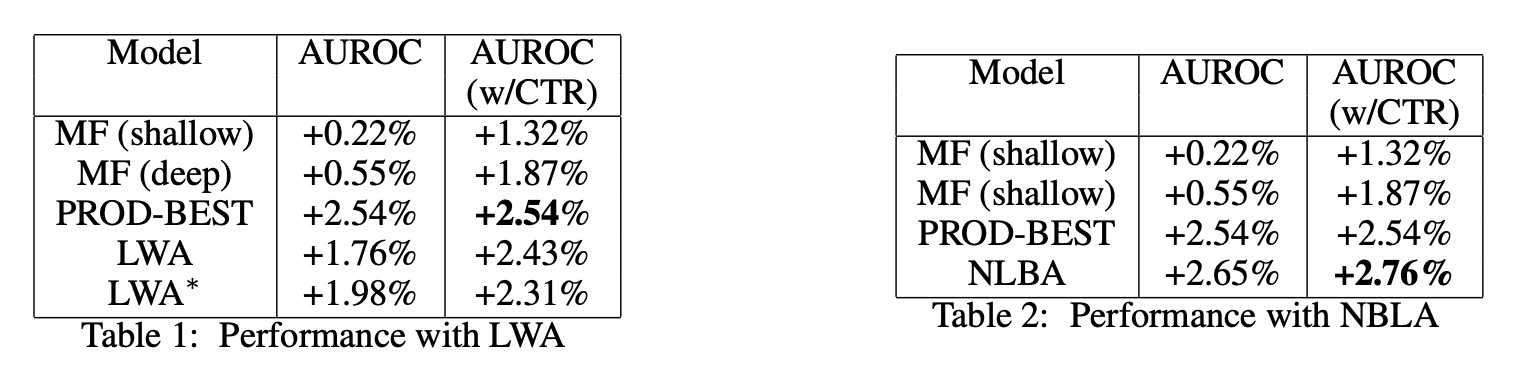 Model AUROC AUROC
(w/CTR)
MF (shallow) +0.22% +1.32%
MF (deep) +0.55% +1.87%
PROD-BEST +2.54% +2.54%
LWA +1.76% +2.43%
LWA* +1.98% +2.31%
Table 1: Performance with LWA
Model AUROC AUROC
(w/CTR)
MF (shallow) +0.22% +1.32%
MF (shallow) +0.55% +1.87%
PROD-BEST +2.54% +2.54%
NLBA +2.65% +2.76%
Table 2: Performance with NBLA